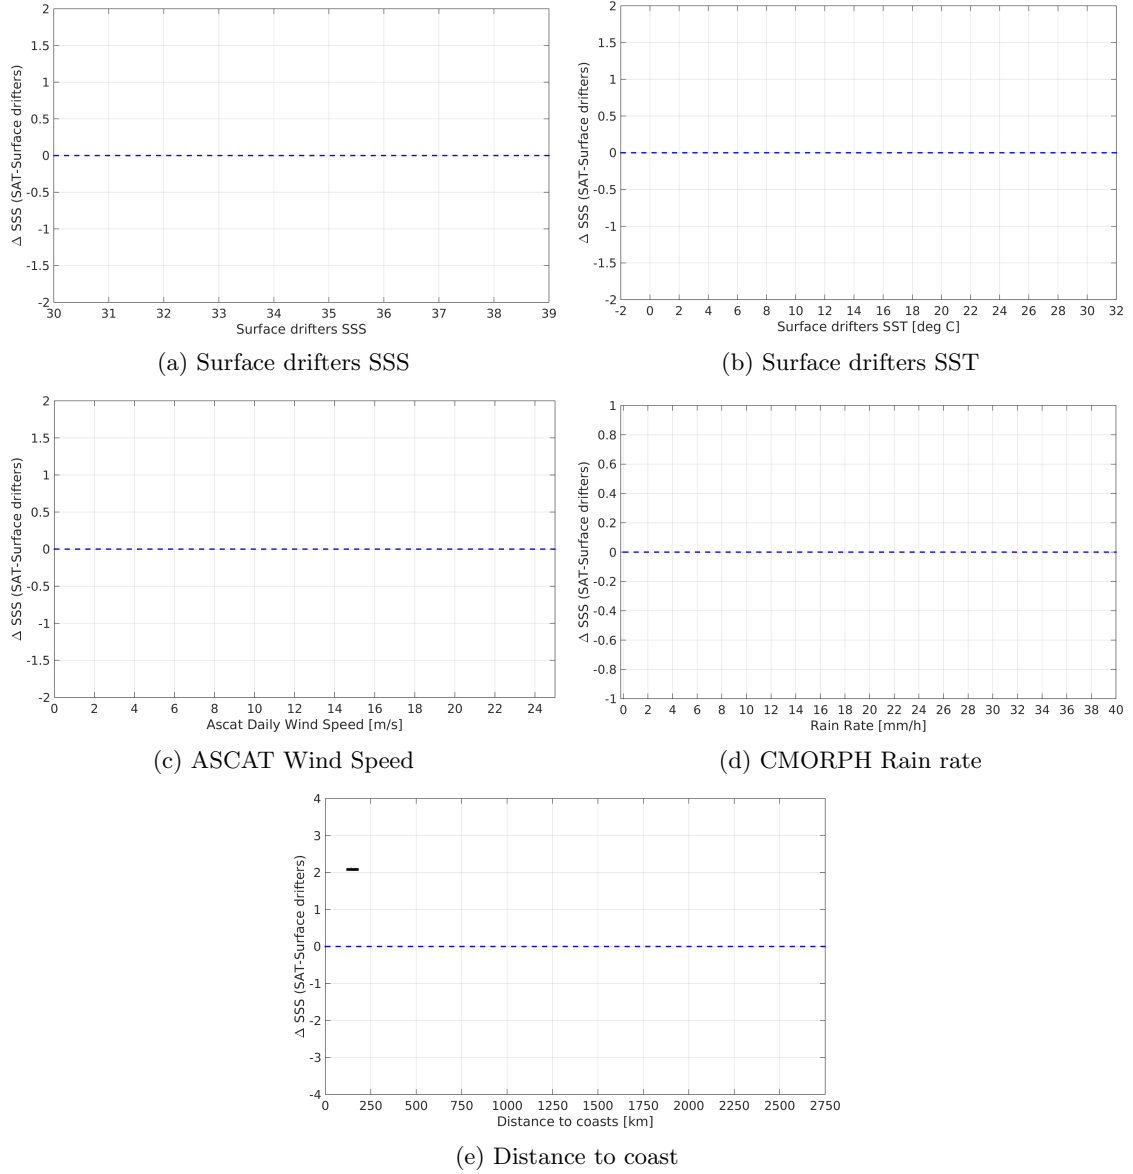 2
1.5
1
0.5
0
-0.5
-1
-1.5
-2
Δ SSS (SAT-Surface drifters)
30 31 32 33 34 35 36 37 38 39
Surface drifters SSS
(a) Surface drifters SSS
2
1.5
1
0.5
0
-0.5
-1
-1.5
-2
Δ SSS (SAT-Surface drifters)
-2 0 2 4 6 8 10 12 14 16 18 20 22 24 26 28 30 32
Surface drifters SST [deg C]
(b) Surface drifters SST
2
1.5
1
0.5
0
-0.5
-1
-1.5
-2
Δ SSS (SAT-Surface drifters)
0 2 4 6 8 10 12 14 16 18 20 22 24
Ascat Daily Wind Speed [m/s]
(c) ASCAT Wind Speed
1
0.8
0.6
0.4
0.2
0
-0.2
-0.4
-0.6
-0.8
-1
Δ SSS (SAT-Surface drifters)
0 2 4 6 8 10 12 14 16 18 20 22 24 26 28 30 32 34 36 38 40
Rain Rate [mm/h]
(d) CMORPH Rain rate
4
3
2
1
0
-1
-2
-3
-4
Δ SSS (SAT-Surface drifters)
0 250 500 750 1000 1250 1500 1750 2000 2250 2500 2750
Distance to coasts [km]
(e) Distance to coast